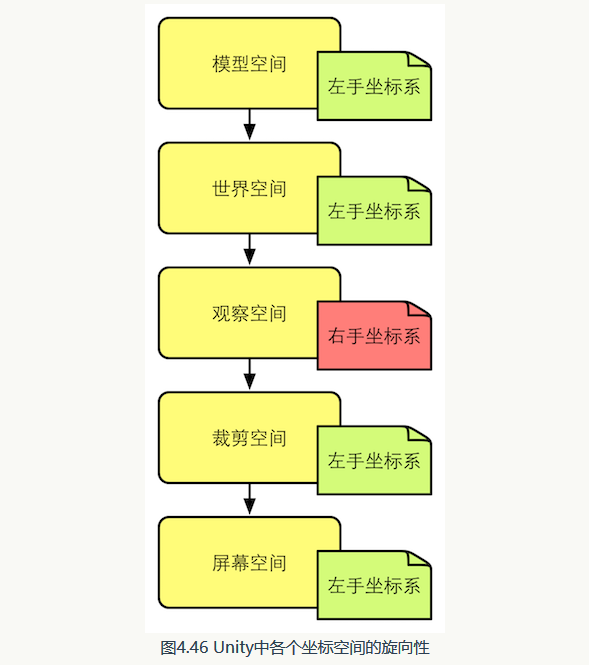 模型空间
左手坐标系
世界空间
左手坐标系
观察空间
右手坐标系
裁剪空间
左手坐标系
屏幕空间
左手坐标系
图4.46 Unity中各个坐标空间的旋向性